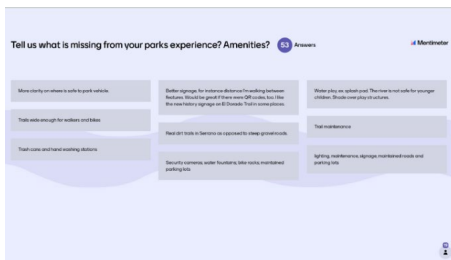 Tell us what is missing from your parks experience? Amenities?
53 Answers
Mentimeter
More clarity on where is safe to park vehicle.
Trails wide enough for walkers and bikes
Trash cans and hand washing stations
Better signage, for instance distance I'm walking between
features. Would be great if there were QR codes, too. I like
the new history signage on El Dorado Trail in some places.
Real dirt trails in Serrano as opposed to steep gravel roads.
Security cameras, water fountains, bike racks, maintained
parking lots
Water play, ie: splash pad. The river is not safe for younger
children. Shade over play structures.
Trail maintenance
lighting, maintenance, signage, maintained roads and
parking lots